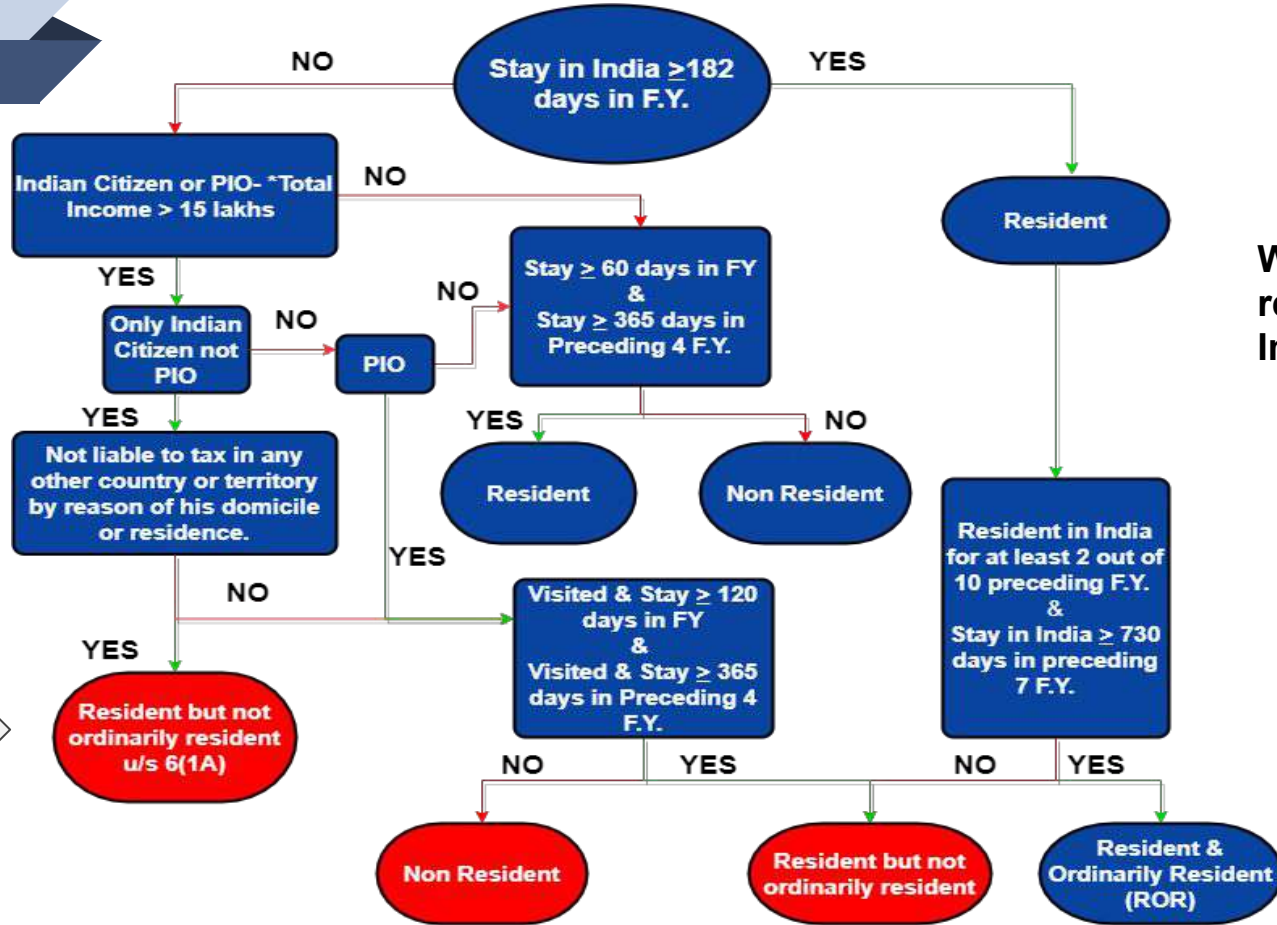 NO
Stay in India ≥182
days in F.Y.
YES
Indian Citizen or PIO- *Total
Income > 15 lakhs
NO
Resident
YES
Stay ≥ 60 days in FY
&
Stay ≥ 365 days in
Preceding 4 F.Y.
NO
Only Indian
Citizen not
PIO
NO
PIO
YES
YES
NO
Not liable to tax in any
other country or territory
by reason of his domicile
or residence.
Resident
Non Resident
Resident in India
for at least 2 out of
10 preceding F.Y.
&
Stay in India ≥ 730
days in preceding
7 F.Y.
YES
NO
Visited & Stay ≥ 120
days in FY
&
Visited & Stay ≥ 365
days in Preceding 4
F.Y.
YES
Resident but not
ordinarily resident
u/s 6(1A)
NO
YES
NO
YES
Non Resident
Resident but not
ordinarily resident
Resident &
Ordinarily Resident
(ROR)